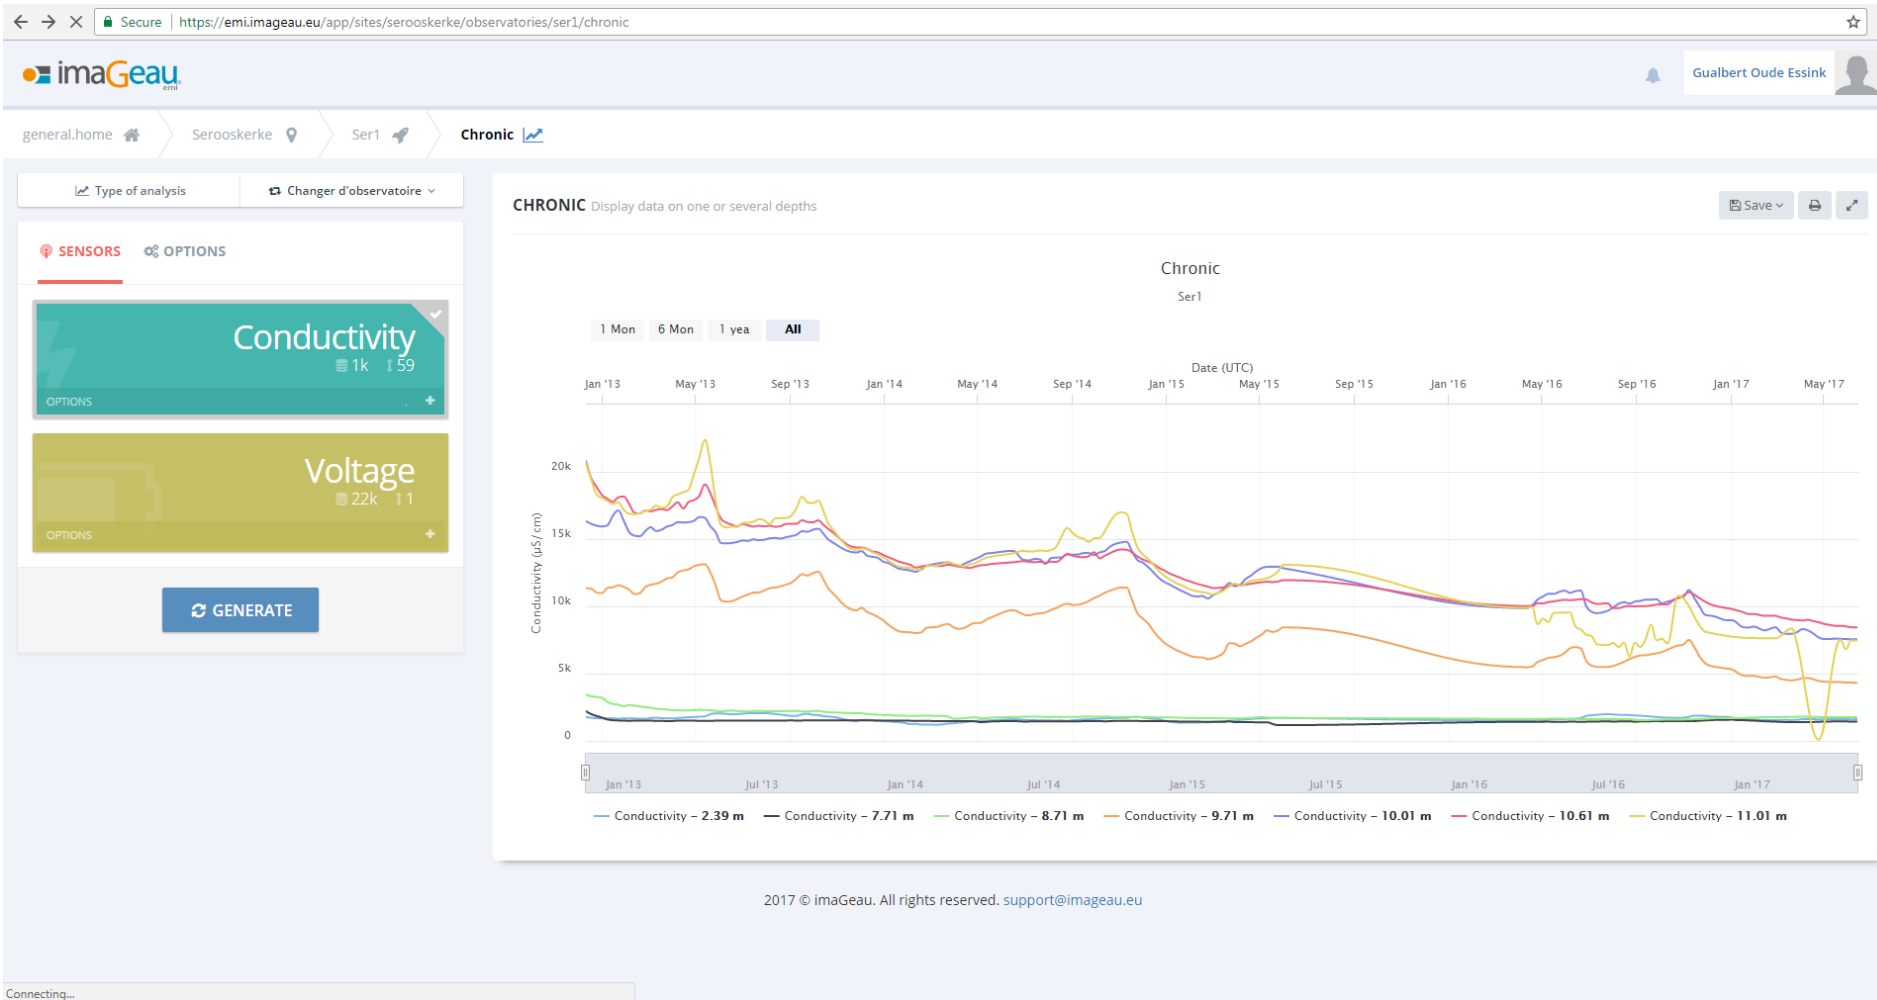 Secure | https://emi.imageau.eu/app/sites/serooskerke/observatories/ser1/chronic
imaGeau
emi
Gualbert Oude Essink
general.home
Serooskerke
Ser1
Chronic
Type of analysis
Changer d'observatoire
SENSORS
OPTIONS
Conductivity
1k 59
OPTIONS
Voltage
22k 1
OPTIONS
GENERATE
CHRONIC Display data on one or several depths
Save
Chronic
Ser1
1 Mon 6 Mon 1 yea All
Date (UTC)
Jan '13 May '13 Sep '13 Jan '14 May '14 Sep '14 Jan '15 May '15 Sep '15 Jan '16 May '16 Sep '16 Jan '17 May '17
Conductivity (µS/cm)
20k
15k
10k
5k
0
Jan '13 Jul '13 Jan '14 Jul '14 Jan '15 Jul '15 Jan '16 Jul '16 Jan '17
Conductivity – 2.39 m Conductivity – 7.71 m Conductivity – 8.71 m Conductivity – 9.71 m Conductivity – 10.01 m Conductivity – 10.61 m Conductivity – 11.01 m
2017 © imaGeau. All rights reserved. support@imageau.eu
Connecting...